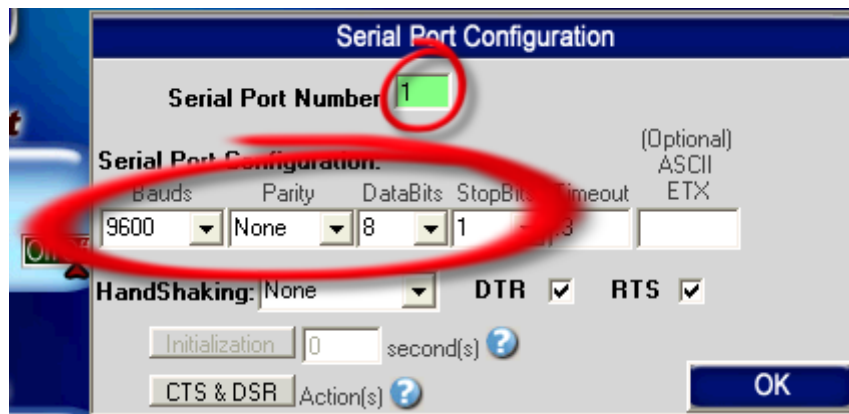 Serial Port Configuration
Serial Port Number 1
(Optional)
ASCII
ETX
Serial Port Configuration:
Bauds Parity DataBits StopBits Timeout
9600 None 8 1
HandShaking: None DTR RTS
Initialization 0 second(s) ?
CTS & DSR Action(s) ?
OK